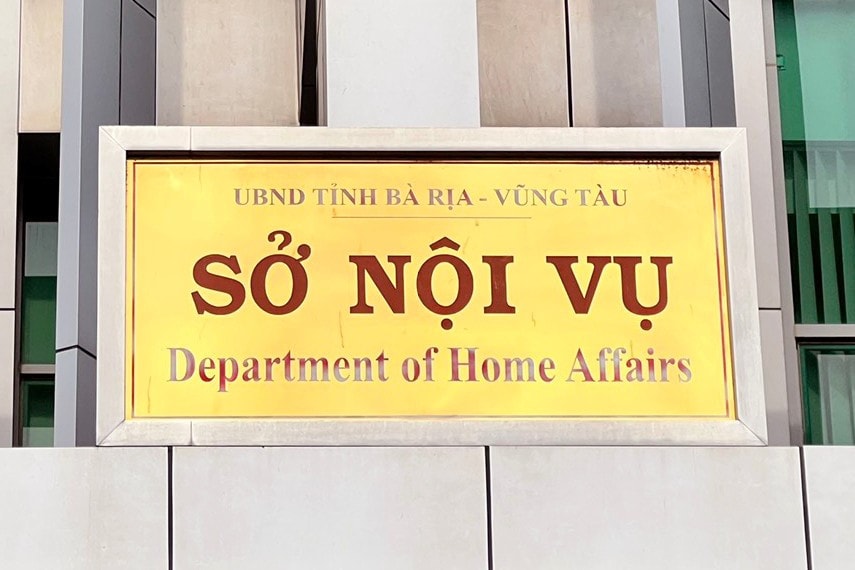 UBND TỈNH BÀ RỊA - VŨNG TÀU
SỞ NỘI VỤ
Department of Home Affairs